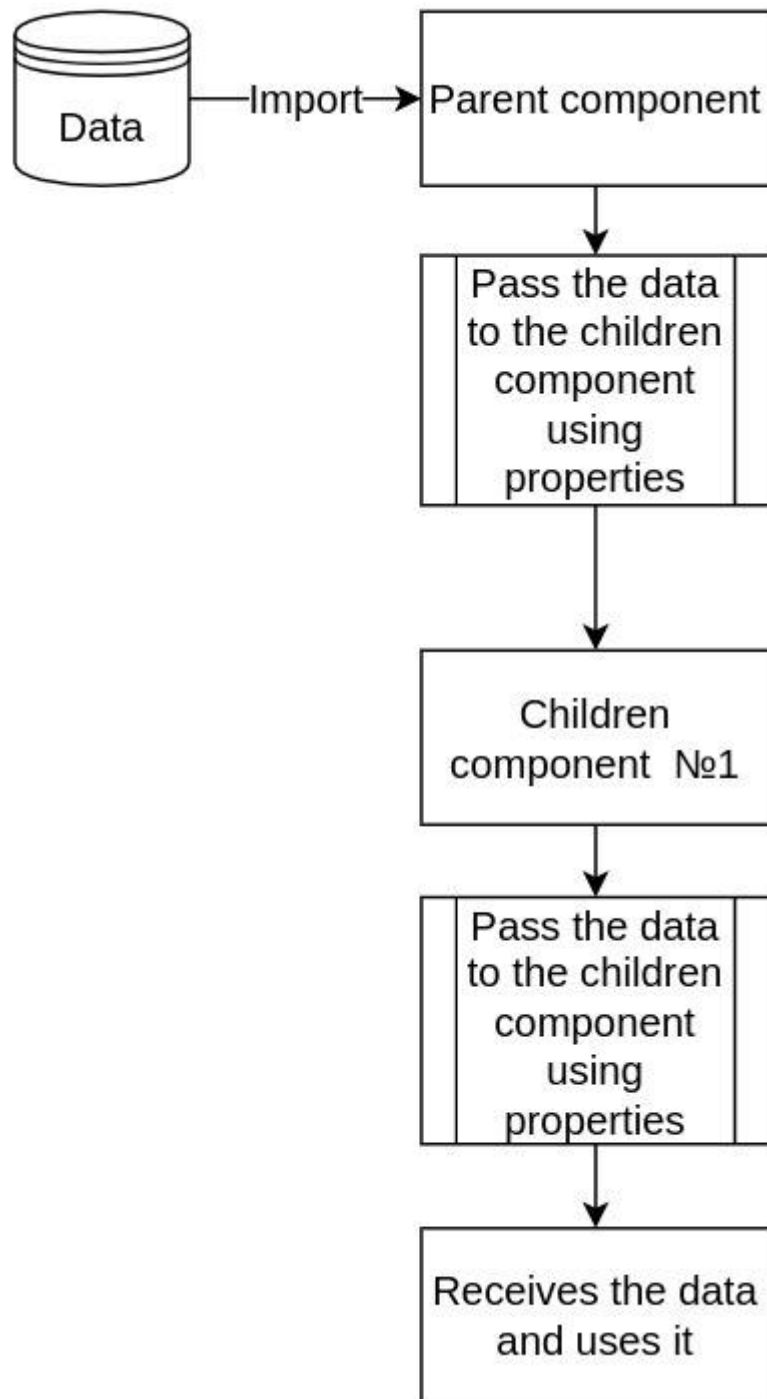 Data
Import
Parent component
Pass the data
to the children
component
using
properties
Children
component №1
Pass the data
to the children
component
using
properties
Receives the data
and uses it